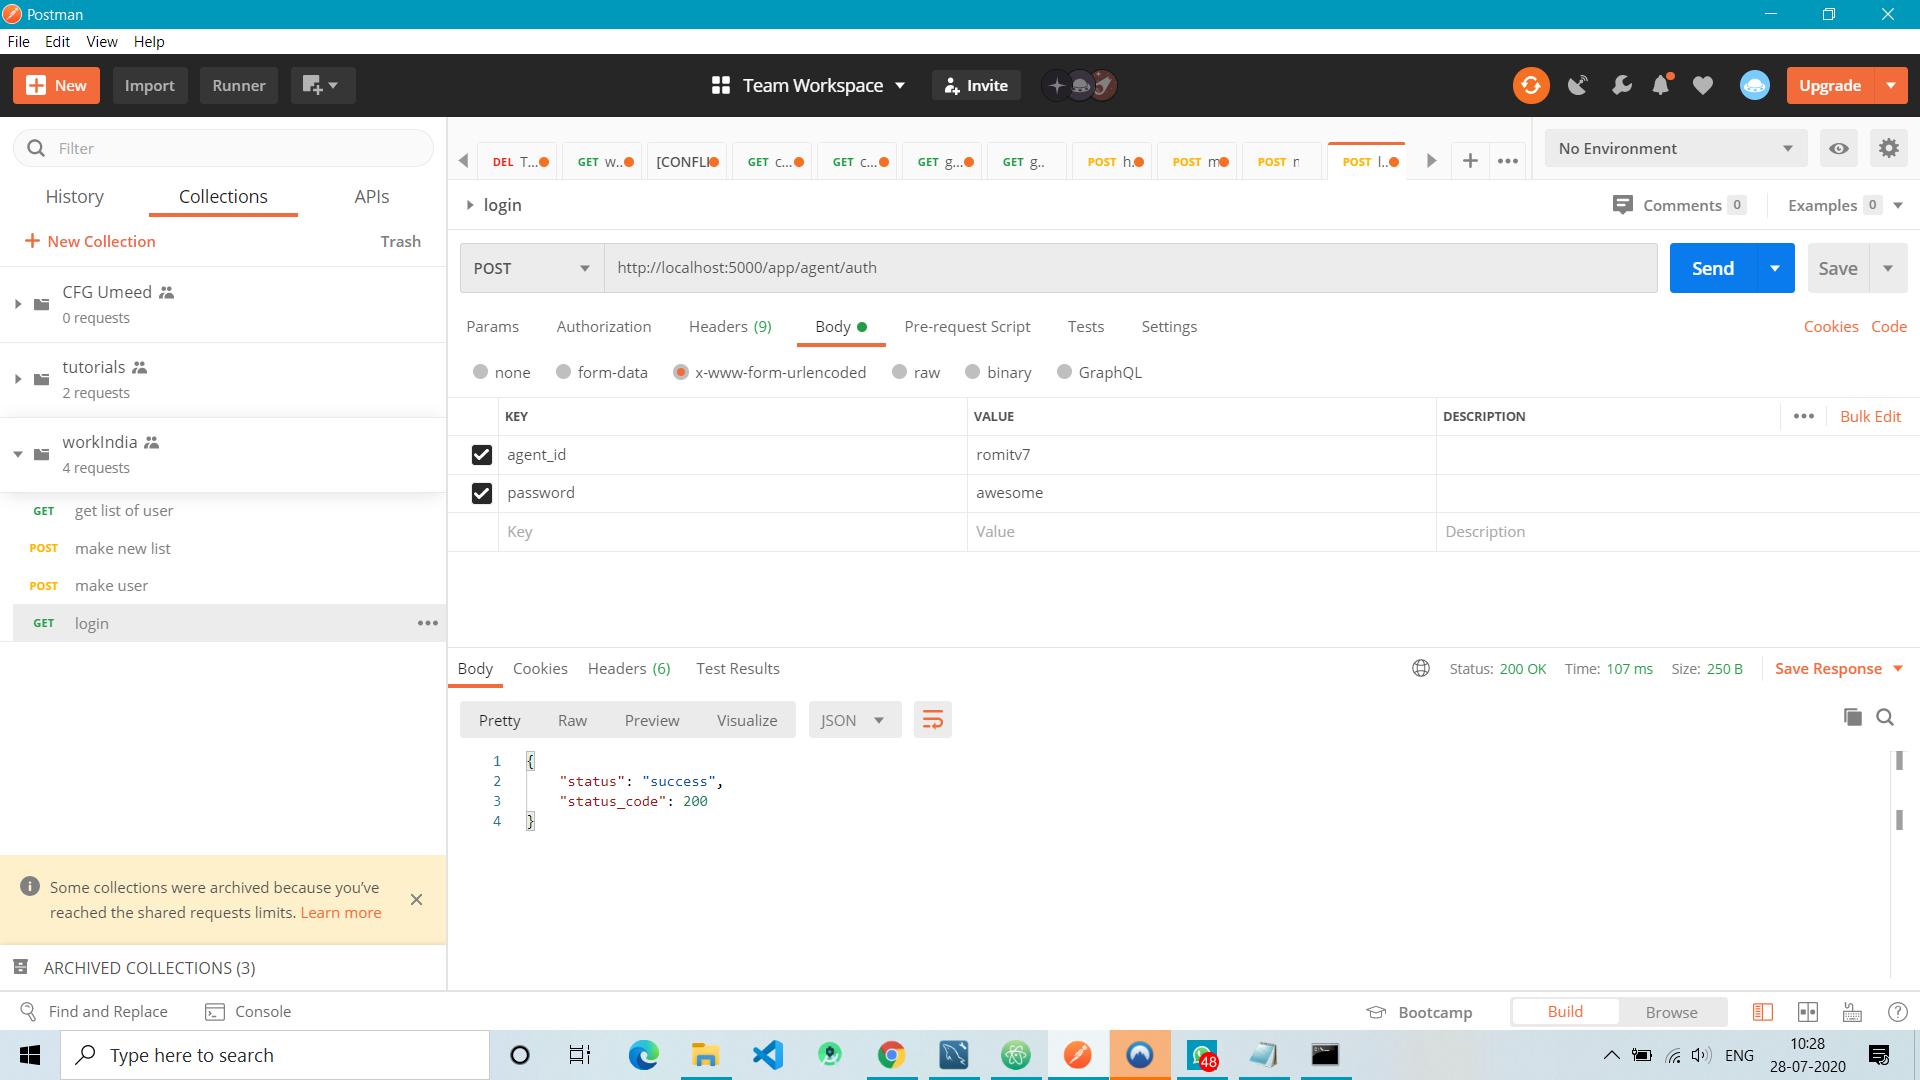 Postman
File Edit View Help
New Import Runner Team Workspace Invite Upgrade
Filter
History Collections APIs
New Collection Trash
CFG Umeed
0 requests
tutorials
2 requests
workIndia
4 requests
GET get list of user
POST make new list
POST make user
GET login
Some collections were archived because you've
reached the shared requests limits. Learn more
ARCHIVED COLLECTIONS (3)
DEL T... GET w.. [CONFLI GET c... GET c... GET g... GET g.. POST h. POST m POST n POST l.. No Environment
login Comments 0 Examples 0
POST http://localhost:5000/app/agent/auth Send Save
Params Authorization Headers (9) Body Pre-request Script Tests Settings Cookies Code
none form-data x-www-form-urlencoded raw binary GraphQL
KEY VALUE DESCRIPTION Bulk Edit
agent_id romitv7
password awesome
Key Value Description
Body Cookies Headers (6) Test Results Status: 200 OK Time: 107 ms Size: 250 B Save Response
Pretty Raw Preview Visualize JSON
1 {
2 "status": "success",
3 "status_code": 200
4 }
Find and Replace Console Bootcamp Build Browse
Type here to search 48 ENG 10:28
28-07-2020